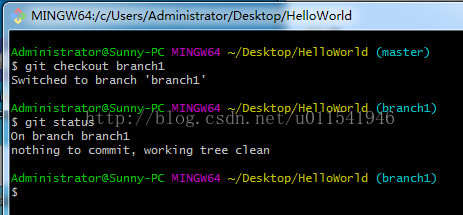 MINGW64:/c/Users/Administrator/Desktop/HelloWorld
Administrator@Sunny-PC MINGW64 ~/Desktop/HelloWorld (master)
$ git checkout branch1
Switched to branch 'branch1'
Administrator@Sunny-PC MINGW64 ~/Desktop/HelloWorld (branch1)
$ git status
http://blog.csdn.net/u011541946
On branch branch1
nothing to commit, working tree clean
Administrator@Sunny-PC MINGW64 ~/Desktop/HelloWorld (branch1)
$